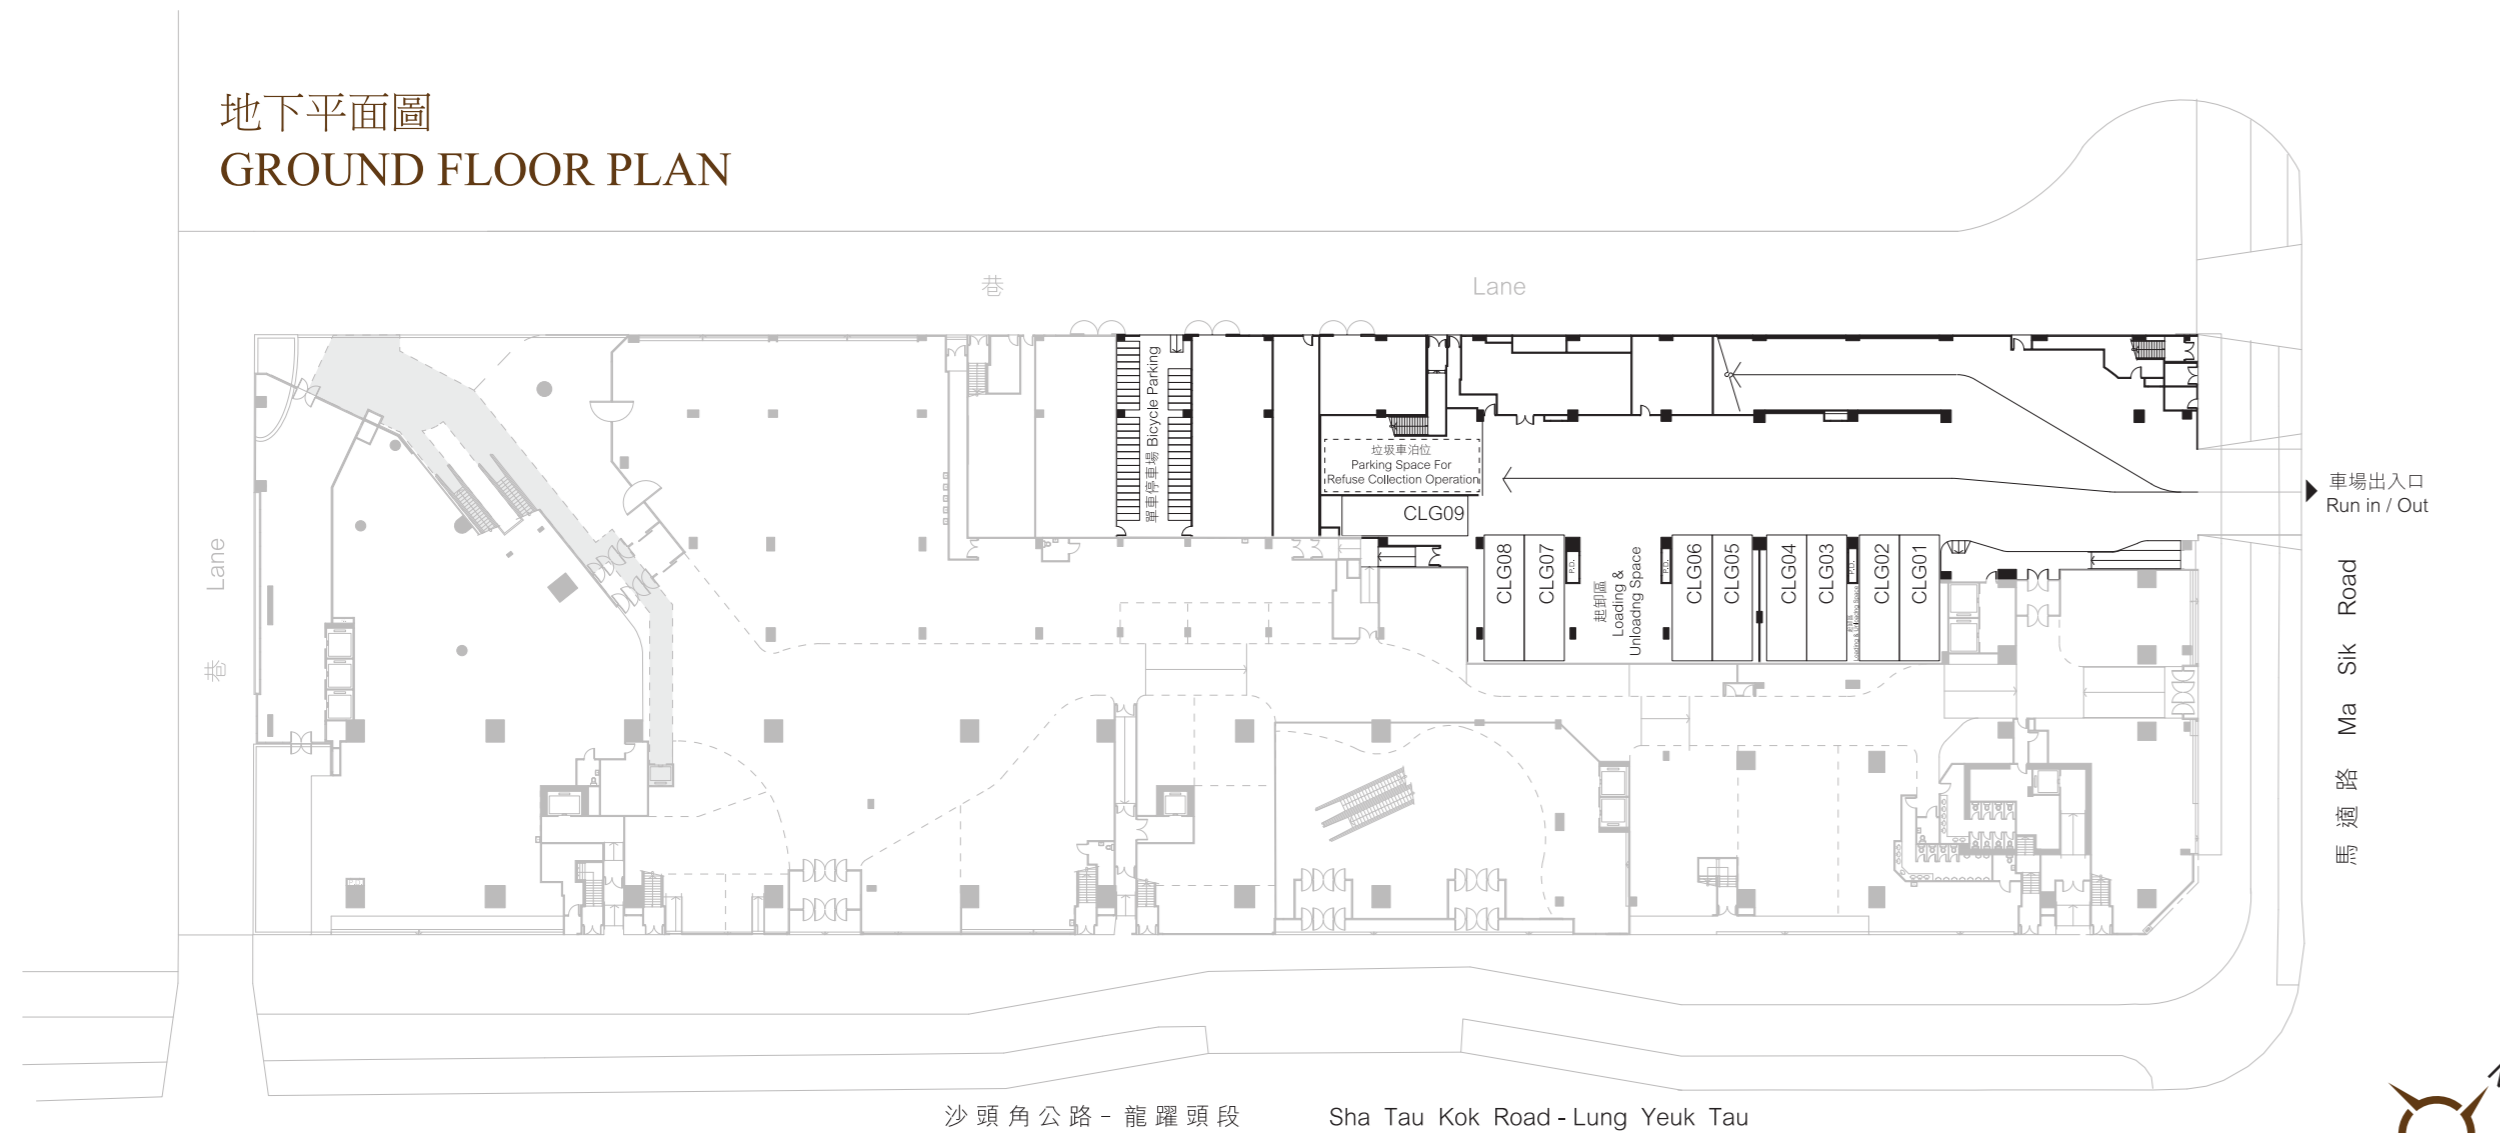 地下平面圖
GROUND FLOOR PLAN
巷
Lane
單車停車場 Bicycle Parking
S
垃圾車泊位
Parking Space For
Refuse Collection Operation
車場出入口
Run in / Out
CLG09
CLG08
CLG07
P.D.
起卸區
Loading &
Unloadng Space
P.D.
CLG06
CLG05
CLG04
CLG03
P.D.
Loading & Unloadng Space
CLG02
CLG01
巷 Lane
馬適路 Ma Sik Road
沙頭角公路 - 龍躍頭段 Sha Tau Kok Road - Lung Yeuk Tau